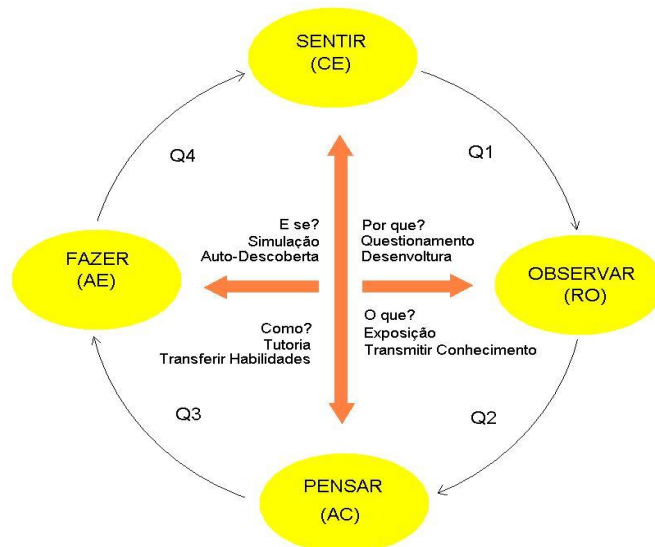 SENTIR
(CE)
Q4
Q1
E se?
Simulação
Auto-Descoberta
Por que?
Questionamento
Desenvoltura
FAZER
(AE)
OBSERVAR
(RO)
Como?
Tutoria
Transferir Habilidades
O que?
Exposição
Transmitir Conhecimento
Q3
Q2
PENSAR
(AC)